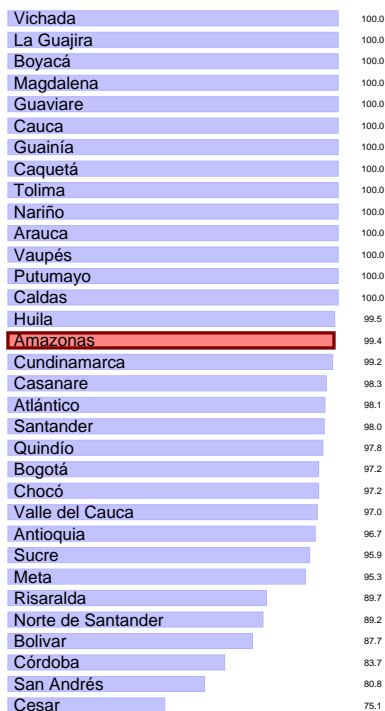 Vichada 100.0
La Guajira 100.0
Boyacá 100.0
Magdalena 100.0
Guaviare 100.0
Cauca 100.0
Guainía 100.0
Caquetá 100.0
Tolima 100.0
Nariño 100.0
Arauca 100.0
Vaupés 100.0
Putumayo 100.0
Caldas 100.0
Huila 99.5
Amazonas 99.4
Cundinamarca 99.2
Casanare 98.3
Atlántico 98.1
Santander 98.0
Quindío 97.8
Bogotá 97.2
Chocó 97.2
Valle del Cauca 97.0
Antioquia 96.7
Sucre 95.9
Meta 95.3
Risaralda 89.7
Norte de Santander 89.2
Bolivar 87.7
Córdoba 83.7
San Andrés 80.8
Cesar 75.1